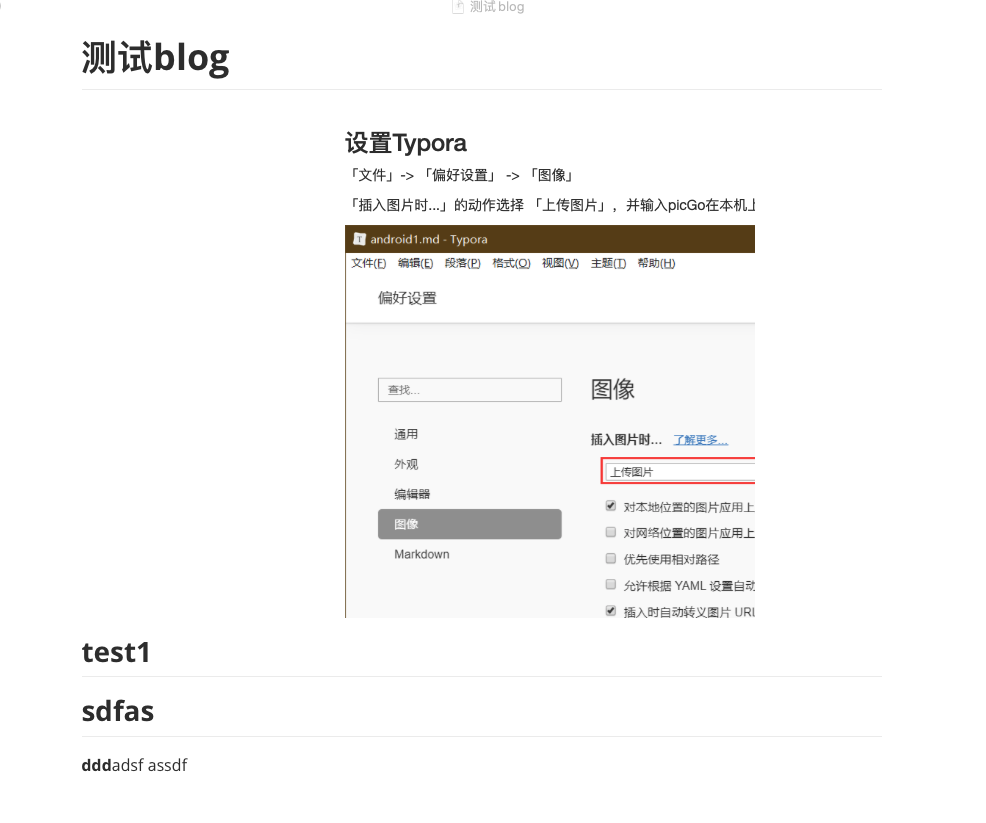 测试blog
测试blog
设置Typora
「文件」-> 「偏好设置」 -> 「图像」
「插入图片时...」的动作选择 「上传图片」，并输入picGo在本机上
android1.md - Typora
文件(F) 编辑(E) 段落(P) 格式(O) 视图(V) 主题(T) 帮助(H)
偏好设置
查找...
图像
插入图片时... 了解更多...
通用
外观
上传图片
编辑器
图像
Markdown
对本地位置的图片应用上
对网络位置的图片应用上
优先使用相对路径
允许根据 YAML 设置自动
插入时自动转义图片 URL
test1
sdfas
dddadsf assdf